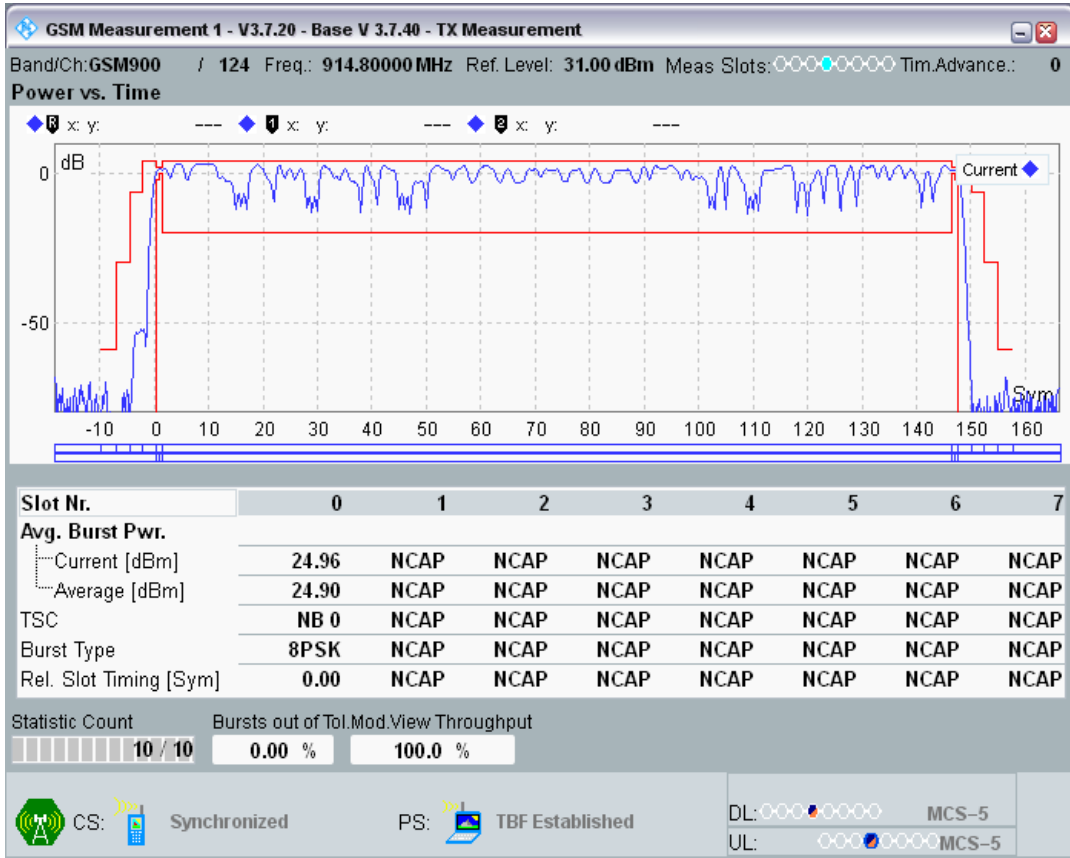 GSM Measurement 1 - V3.7.20 - Base V 3.7.40 - TX Measurement
Band/Ch:GSM900 / 124 Freq.: 914.80000 MHz Ref. Level: 31.00 dBm Meas Slots: Tim.Advance.: 0
Power vs. Time
R x: y: --- 1 x: y: --- 2 x: y: ---
dB
Current
0
-50
Sym
-10 0 10 20 30 40 50 60 70 80 90 100 110 120 130 140 150 160
Slot Nr. 0 1 2 3 4 5 6 7
Avg. Burst Pwr.
Current [dBm] 24.96 NCAP NCAP NCAP NCAP NCAP NCAP NCAP
Average [dBm] 24.90 NCAP NCAP NCAP NCAP NCAP NCAP NCAP
TSC NB 0 NCAP NCAP NCAP NCAP NCAP NCAP NCAP
Burst Type 8PSK NCAP NCAP NCAP NCAP NCAP NCAP NCAP
Rel. Slot Timing [Sym] 0.00 NCAP NCAP NCAP NCAP NCAP NCAP NCAP
Statistic Count Bursts out of Tol.Mod.View Throughput
10 / 10 0.00 % 100.0 %
CS: Synchronized PS: TBF Established
DL: MCS-5
UL: MCS-5